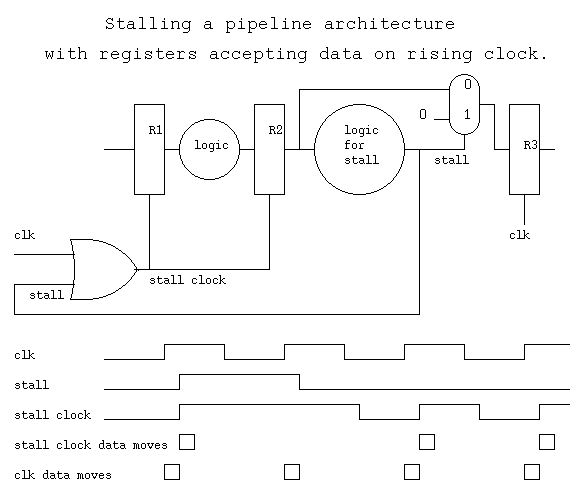 Stalling a pipeline architecture
with registers accepting data on rising clock.
0
0 1
R1
logic
R2
logic
for
stall
stall
R3
clk
clk
stall
stall clock
clk
stall
stall clock
stall clock data moves
clk data moves